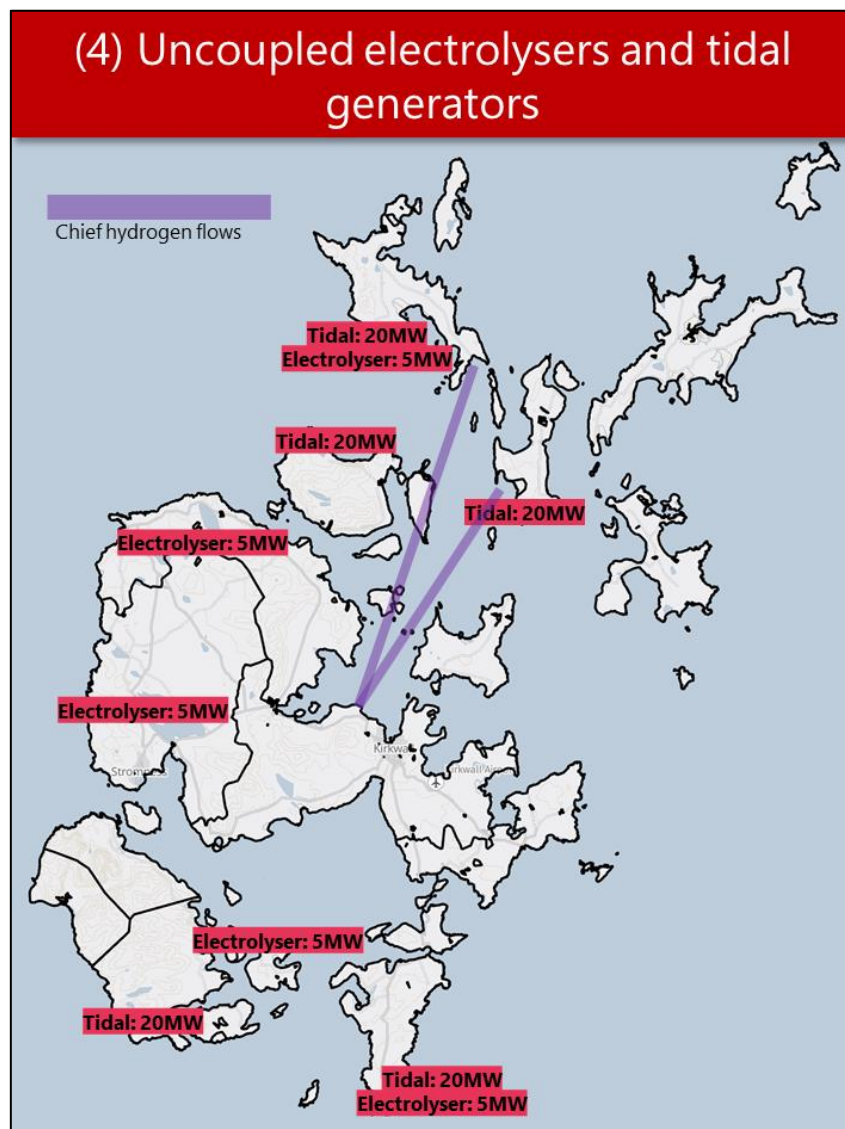 (4) Uncoupled electrolysers and tidal
generators
Chief hydrogen flows
Tidal: 20MW
Electrolyser: 5MW
Tidal: 20MW
Tidal: 20MW
Electrolyser: 5MW
Electrolyser: 5MW
Kirkwall
Stromness
Kirkwall Airport
Electrolyser: 5MW
Tidal: 20MW
Tidal: 20MW
Electrolyser: 5MW